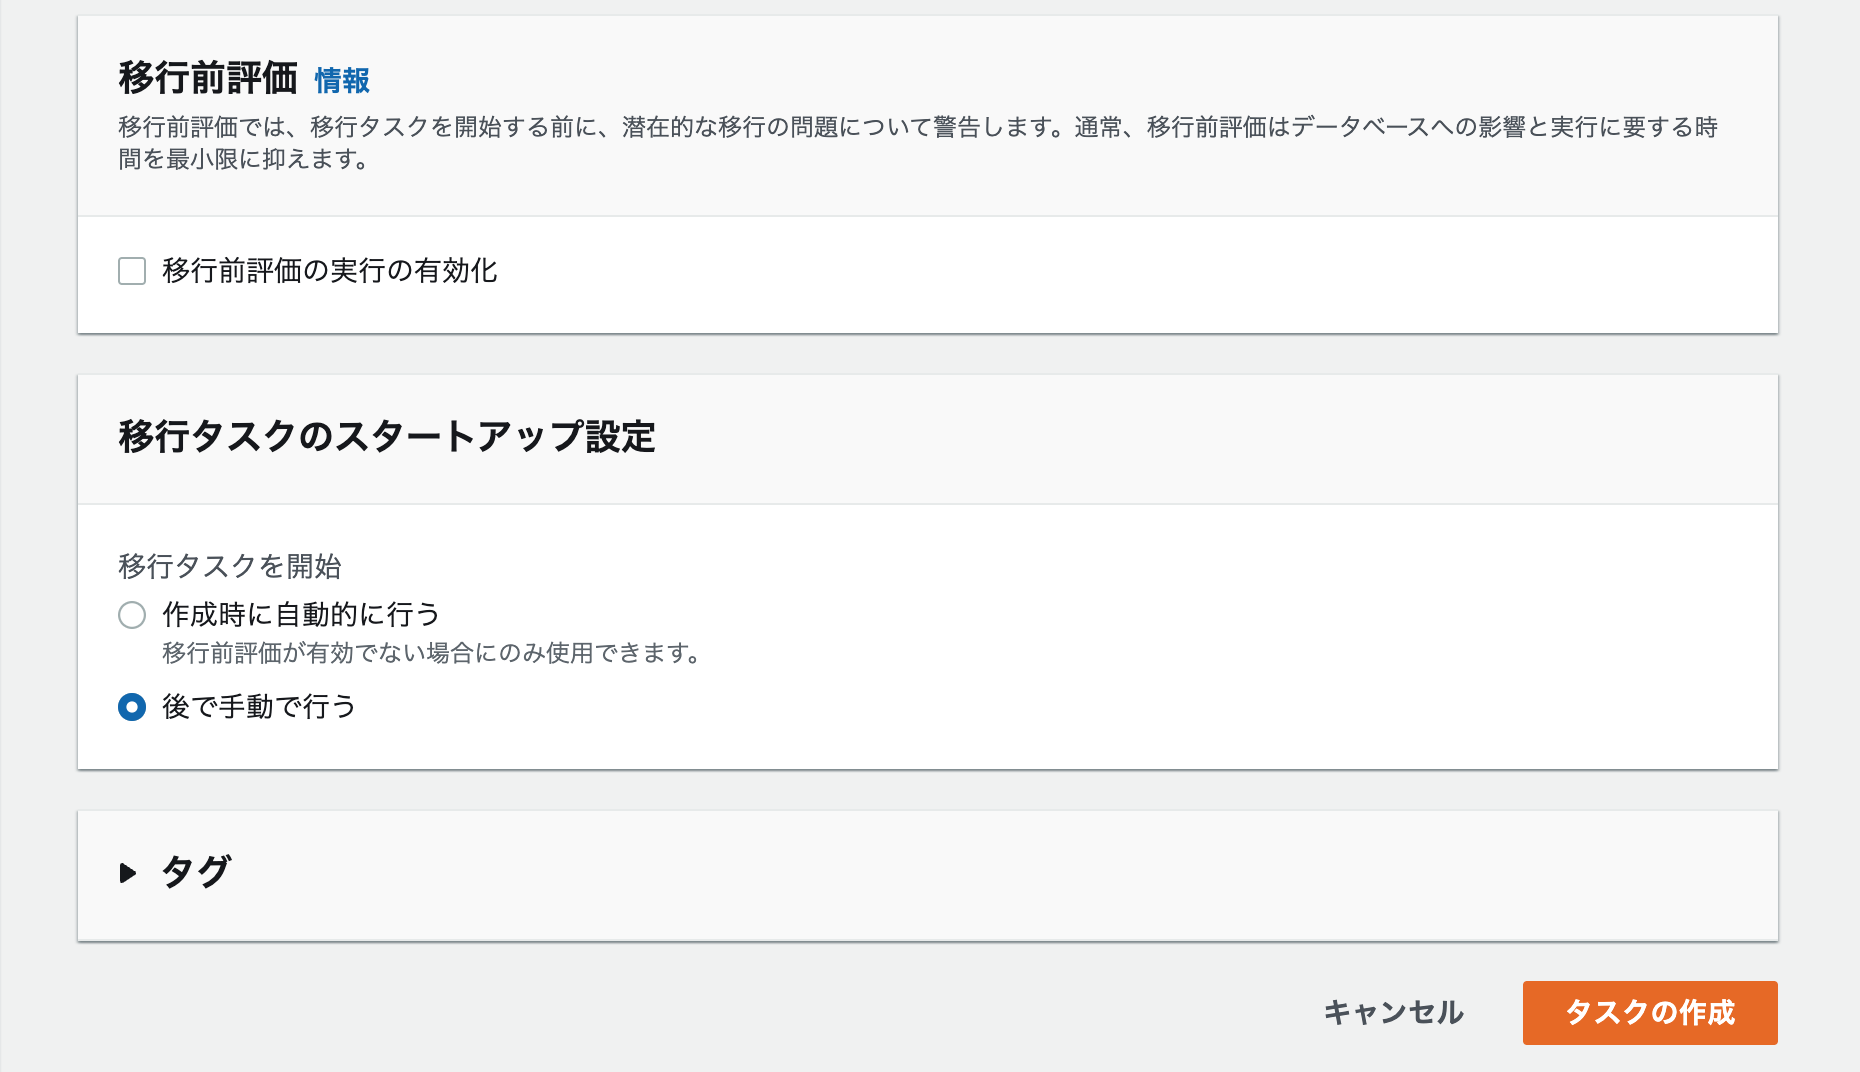 移行前評価 情報
移行前評価では、移行タスクを開始する前に、潜在的な移行の問題について警告します。通常、移行前評価はデータベースへの影響と実行に要する時
間を最小限に抑えます。
移行前評価の実行の有効化
移行タスクのスタートアップ設定
移行タスクを開始
作成時に自動的に行う
移行前評価が有効でない場合にのみ使用できます。
後で手動で行う
タグ
キャンセル タスクの作成